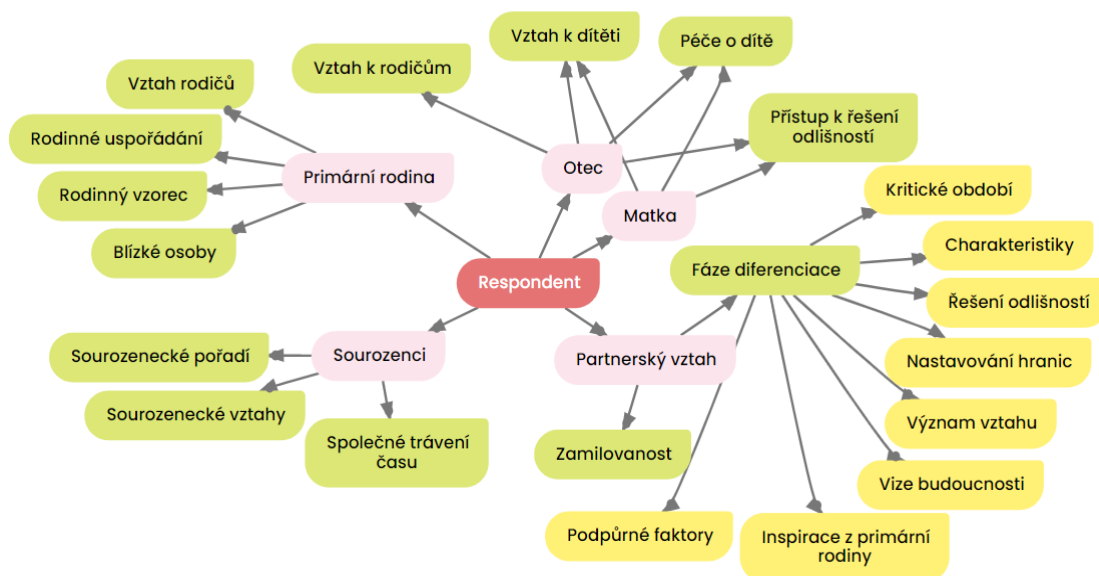 Vztah k dítěti
Péče o dítě
Vztah k rodičům
Vztah rodičů
Přístup k řešení
odlišností
Rodinné uspořádání
Otec
Primární rodina
Rodinný vzorec
Kritické období
Matka
Blízké osoby
Charakteristiky
Fáze diferenciace
Respondent
Řešení odlišností
Sourozenecké pořadí
Sourozenci
Partnerský vztah
Nastavování hranic
Sourozenecké vztahy
Význam vztahu
Společné trávení
času
Zamilovanost
Vize budoucnosti
Podpůrné faktory
Inspirace z primární
rodiny